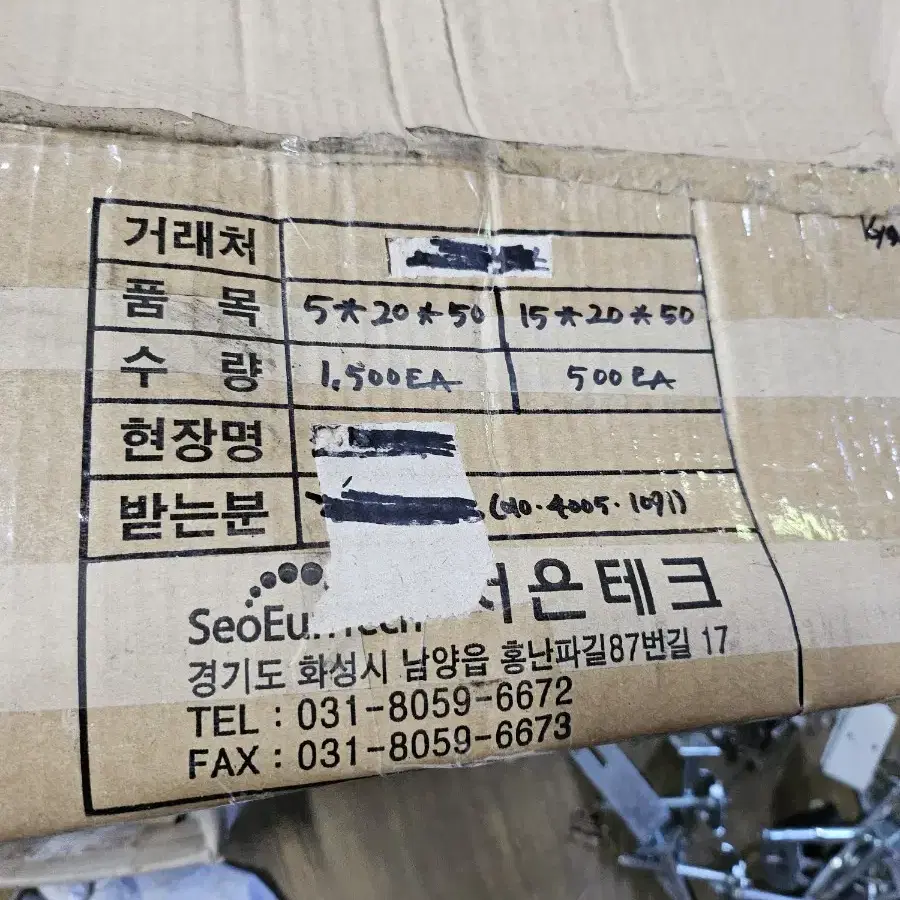 거래처
품 목 5*20*50 15*20*50
수 량 1,500EA 500EA
현장명
받는분 (010.4005.1091)
서은테크
경기도 화성시 남양읍 홍난파길87번길 17
TEL : 031-8059-6672
FAX : 031-8059-6673